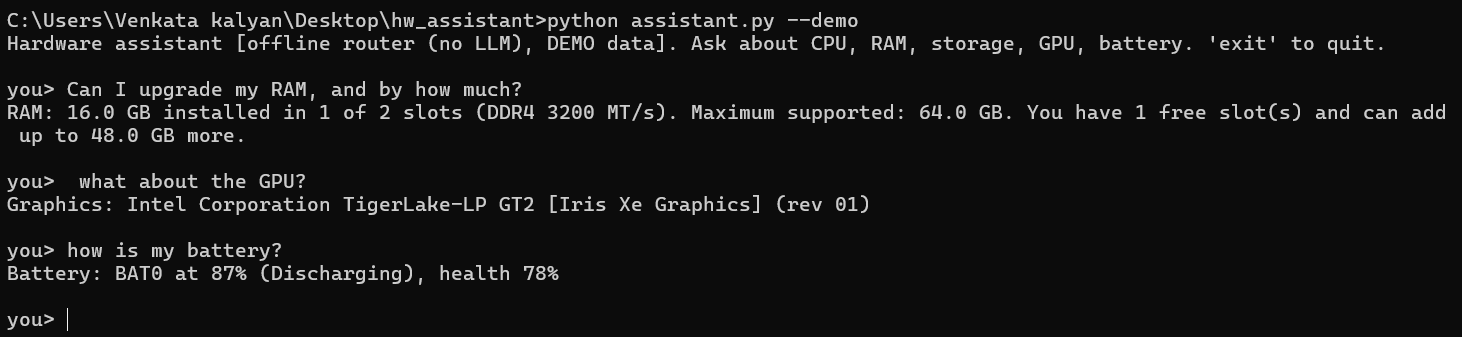 C:\Users\Venkata kalyan\Desktop\hw_assistant>python assistant.py --demo
Hardware assistant [offline router (no LLM), DEMO data]. Ask about CPU, RAM, storage, GPU, battery. 'exit' to quit.
you> Can I upgrade my RAM, and by how much?
RAM: 16.0 GB installed in 1 of 2 slots (DDR4 3200 MT/s). Maximum supported: 64.0 GB. You have 1 free slot(s) and can add
 up to 48.0 GB more.
you>  what about the GPU?
Graphics: Intel Corporation TigerLake-LP GT2 [Iris Xe Graphics] (rev 01)
you> how is my battery?
Battery: BAT0 at 87% (Discharging), health 78%
you>